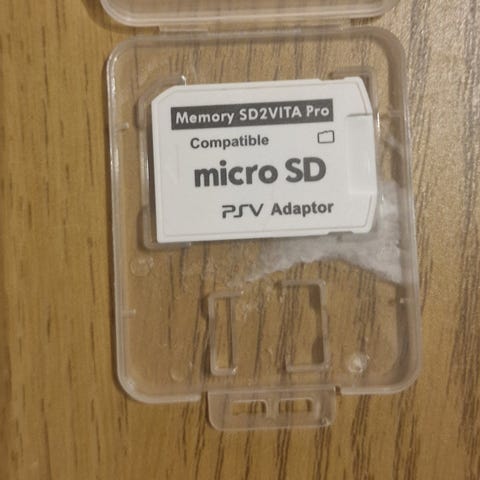 Memory SD2VITA Pro
Compatible
micro SD
PSV Adaptor